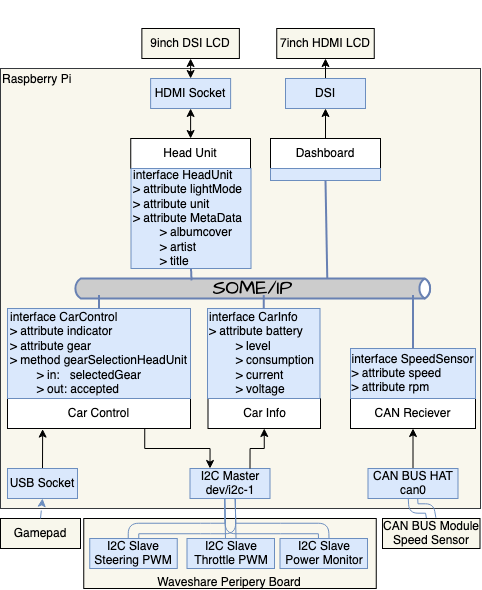 9inch DSI LCD
7inch HDMI LCD
Raspberry Pi
HDMI Socket
DSI
Head Unit
Dashboard
interface HeadUnit
> attribute lightMode
> attribute unit
> attribute MetaData
> albumcover
> artist
> title
SOME/IP
interface CarControl
> attribute indicator
> attribute gear
> method gearSelectionHeadUnit
> in: selectedGear
> out: accepted
Car Control
interface CarInfo
> attribute battery
> level
> consumption
> current
> voltage
Car Info
interface SpeedSensor
> attribute speed
> attribute rpm
CAN Reciever
USB Socket
I2C Master
dev/i2c-1
CAN BUS HAT
can0
Gamepad
CAN BUS Module
Speed Sensor
I2C Slave
Steering PWM
I2C Slave
Throttle PWM
I2C Slave
Power Monitor
Waveshare Peripery Board